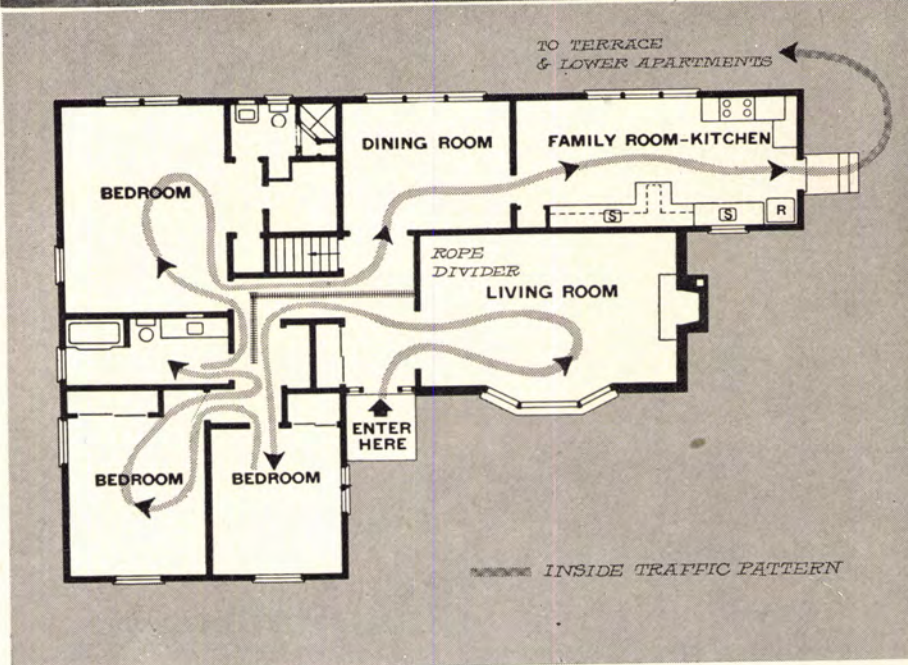 TO TERRACE
& LOWER APARTMENTS
DINING ROOM
FAMILY ROOM-KITCHEN
BEDROOM
S
S
R
ROPE
DIVIDER
LIVING ROOM
ENTER
HERE
BEDROOM
BEDROOM
INSIDE TRAFFIC PATTERN